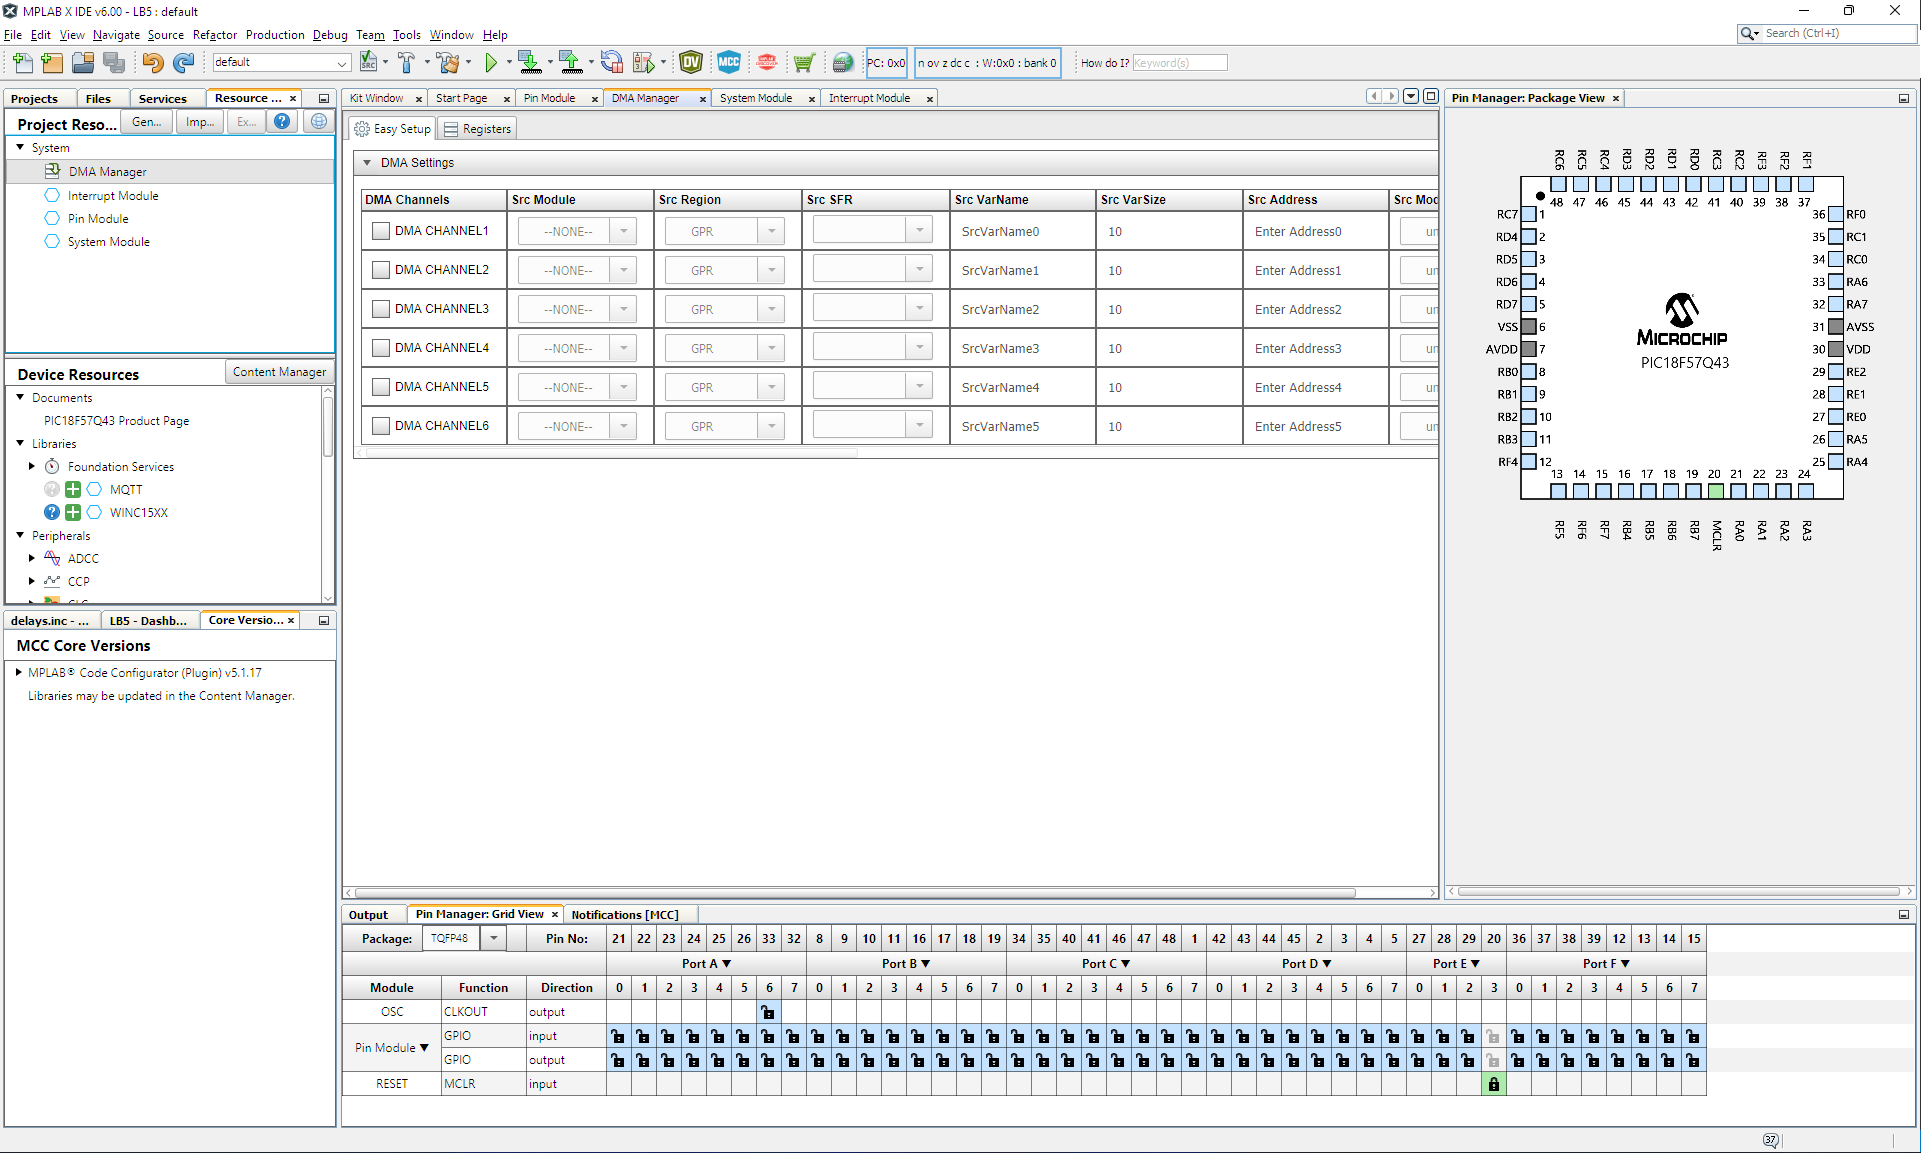 MPLAB X IDE v6.00 - LB5 : default
File Edit View Navigate Source Refactor Production Debug Team Tools Window Help
Search (Ctrl+I)
default
SRC
DV
MCC
PC: 0x0
n ov z dc c : W:0x0 : bank 0
How do I? Keyword(s)
Projects Files Services Resource ...
Project Reso... Gen... Imp... Ex...
System
DMA Manager
Interrupt Module
Pin Module
System Module
Device Resources Content Manager
Documents
PIC18F57Q43 Product Page
Libraries
Foundation Services
MQTT
WINC15XX
Peripherals
ADCC
CCP
delays.inc - ... LB5 - Dashb... Core Versio...
MCC Core Versions
MPLAB® Code Configurator (Plugin) v5.1.17
Libraries may be updated in the Content Manager.
Kit Window Start Page Pin Module DMA Manager System Module Interrupt Module
Easy Setup Registers
DMA Settings
DMA Channels Src Module Src Region Src SFR Src VarName Src VarSize Src Address Src Mod
DMA CHANNEL1 --NONE-- GPR SrcVarName0 10 Enter Address0 un
DMA CHANNEL2 --NONE-- GPR SrcVarName1 10 Enter Address1 un
DMA CHANNEL3 --NONE-- GPR SrcVarName2 10 Enter Address2 un
DMA CHANNEL4 --NONE-- GPR SrcVarName3 10 Enter Address3 un
DMA CHANNEL5 --NONE-- GPR SrcVarName4 10 Enter Address4 un
DMA CHANNEL6 --NONE-- GPR SrcVarName5 10 Enter Address5 un
Pin Manager: Package View
RC6 RC5 RC4 RD3 RD2 RD1 RD0 RC3 RC2 RF3 RF2 RF1
48 47 46 45 44 43 42 41 40 39 38 37
RC7 1 36 RF0
RD4 2 35 RC1
RD5 3 34 RC0
RD6 4 33 RA6
RD7 5 32 RA7
VSS 6 31 AVSS
AVDD 7 30 VDD
RB0 8 29 RE2
RB1 9 28 RE1
RB2 10 27 RE0
RB3 11 26 RA5
RF4 12 25 RA4
MICROCHIP
PIC18F57Q43
13 14 15 16 17 18 19 20 21 22 23 24
RF5 RF6 RF7 RB4 RB5 RB6 RB7 MCLR RA0 RA1 RA2 RA3
Output Pin Manager: Grid View Notifications [MCC]
Package: TQFP48 Pin No: 21 22 23 24 25 26 33 32 8 9 10 11 16 17 18 19 34 35 40 41 46 47 48 1 42 43 44 45 2 3 4 5 27 28 29 20 36 37 38 39 12 13 14 15
Port A ▼ Port B ▼ Port C ▼ Port D ▼ Port E ▼ Port F ▼
Module Function Direction 0 1 2 3 4 5 6 7 0 1 2 3 4 5 6 7 0 1 2 3 4 5 6 7 0 1 2 3 4 5 6 7 0 1 2 3 0 1 2 3 4 5 6 7
OSC CLKOUT output
Pin Module ▼ GPIO input
GPIO output
RESET MCLR input
37